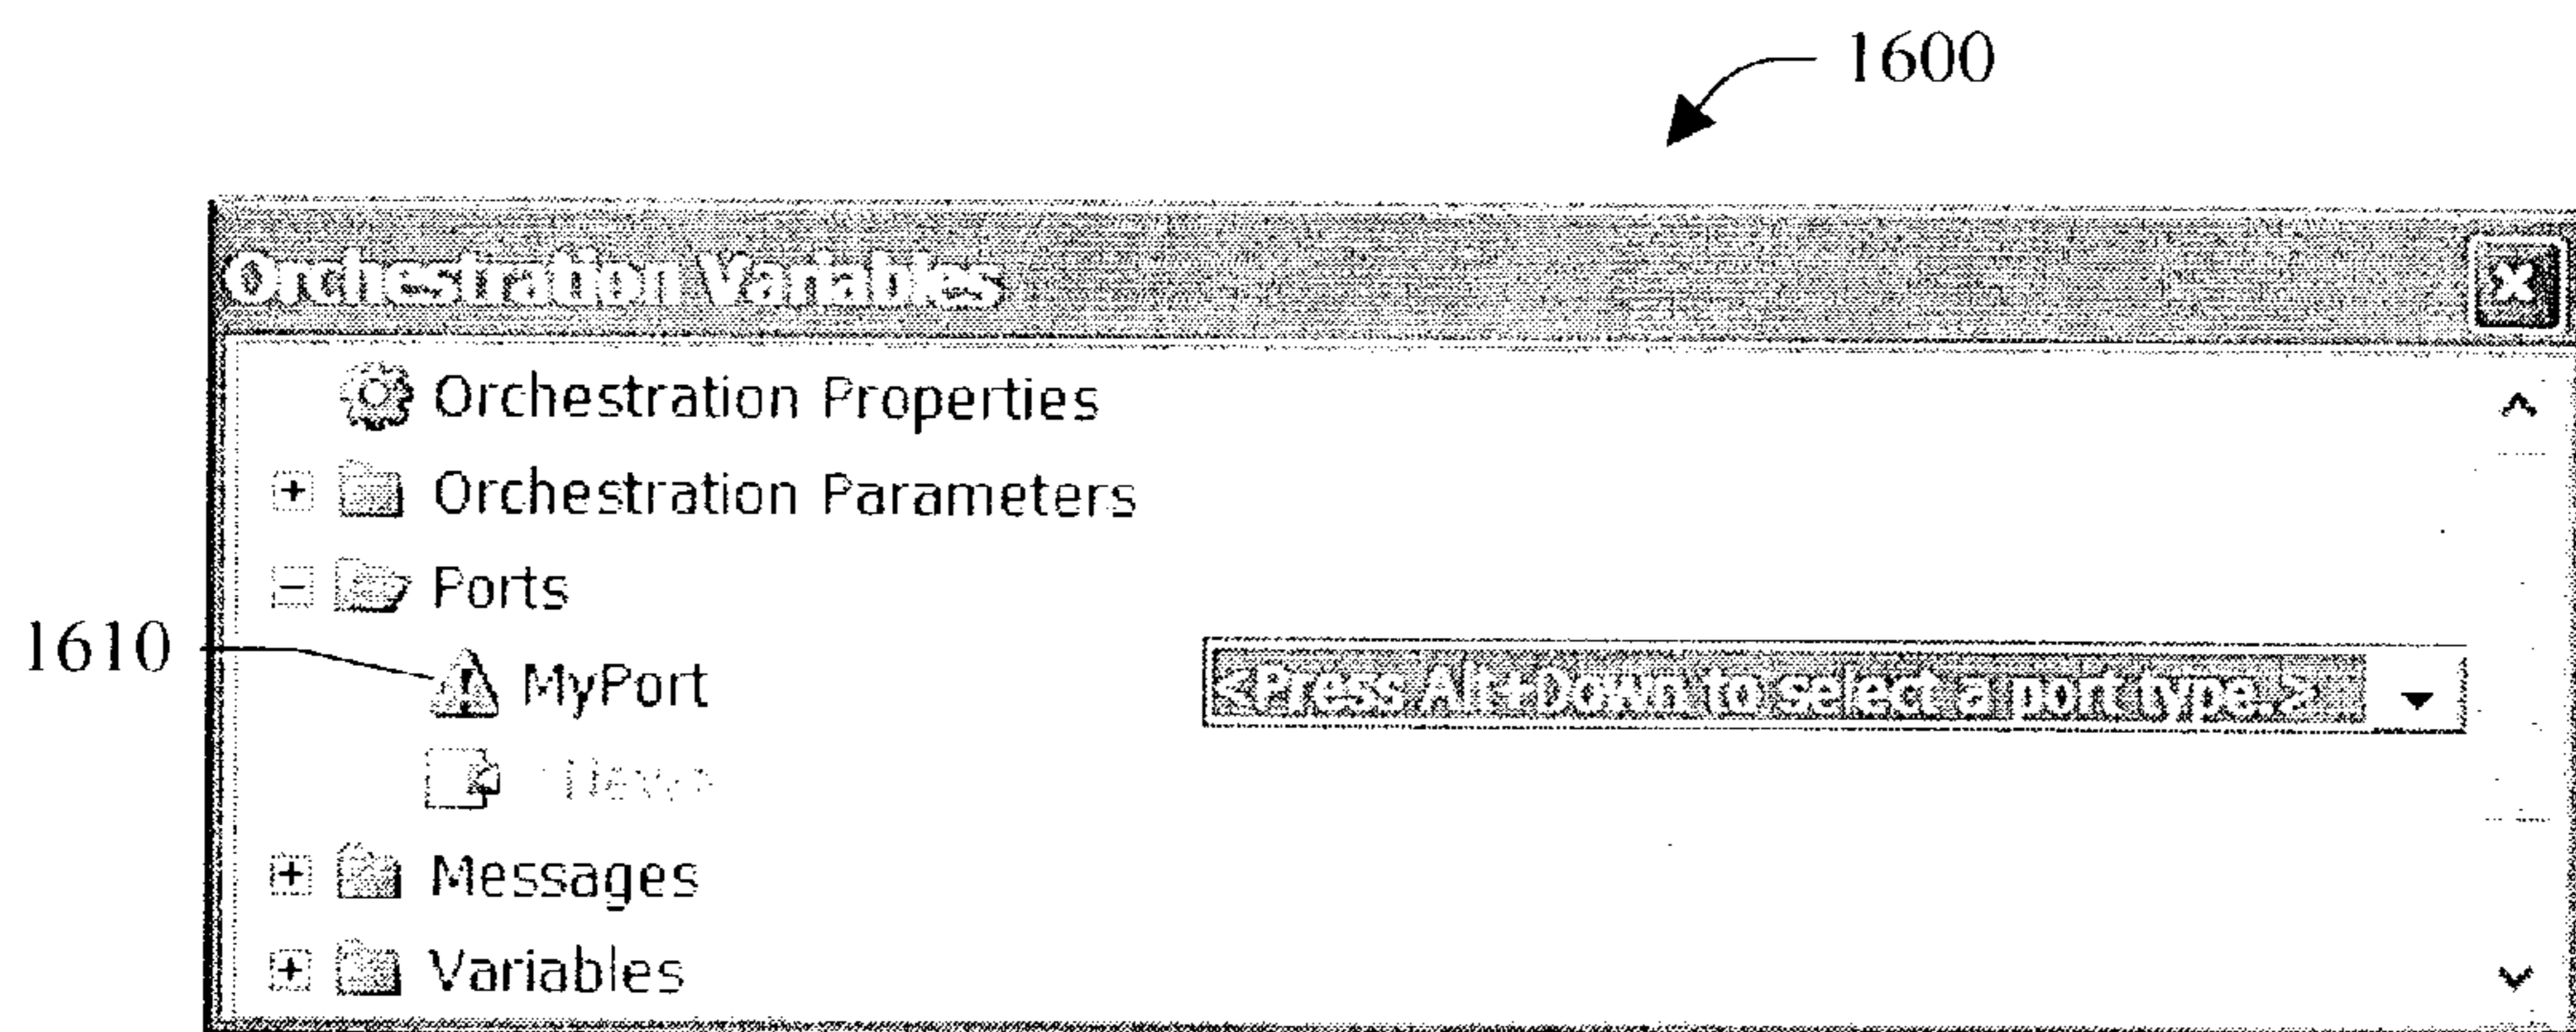 1600
Orchestration Variables
Orchestration Properties
Orchestration Parameters
Ports
1610
MyPort
<Press Alt+Down to select a port type.>
Messages
Variables